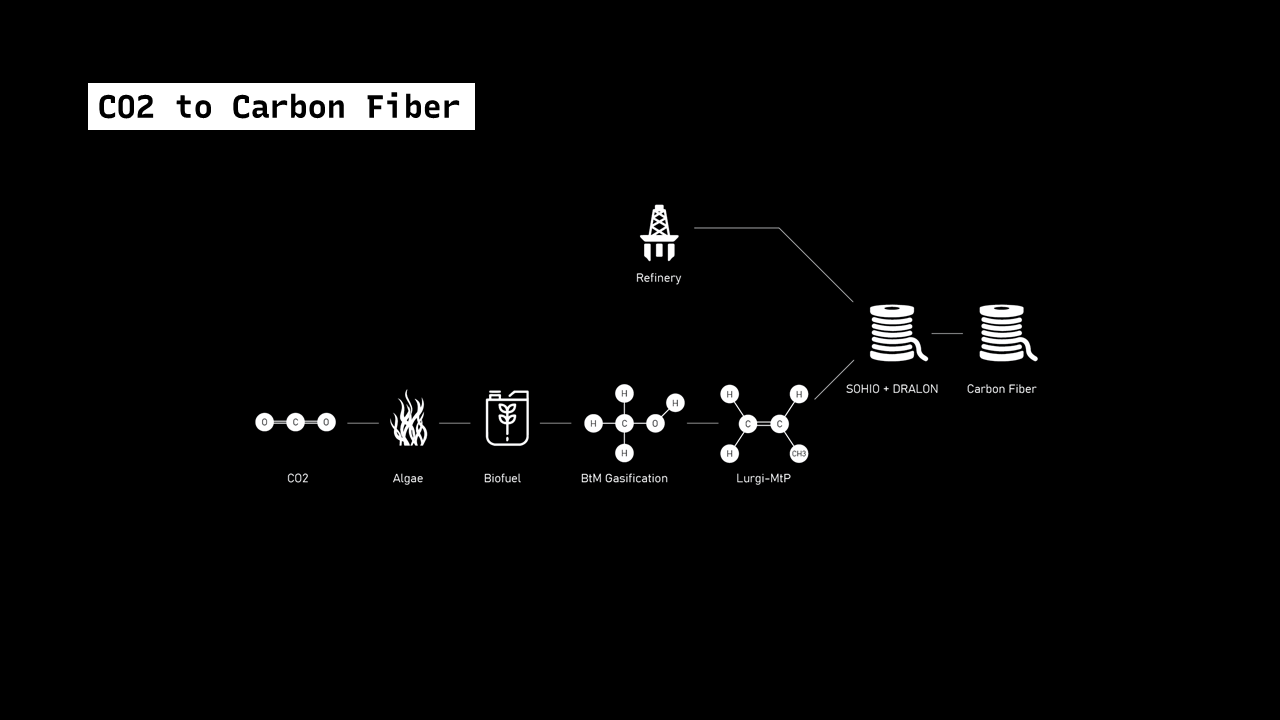 CO2 to Carbon Fiber
Refinery
SOHIO + DRALON
Carbon Fiber
O C O
H
H C O H
H
H H
C C
H CH3
CO2
Algae
Biofuel
BtM Gasification
Lurgi-MtP